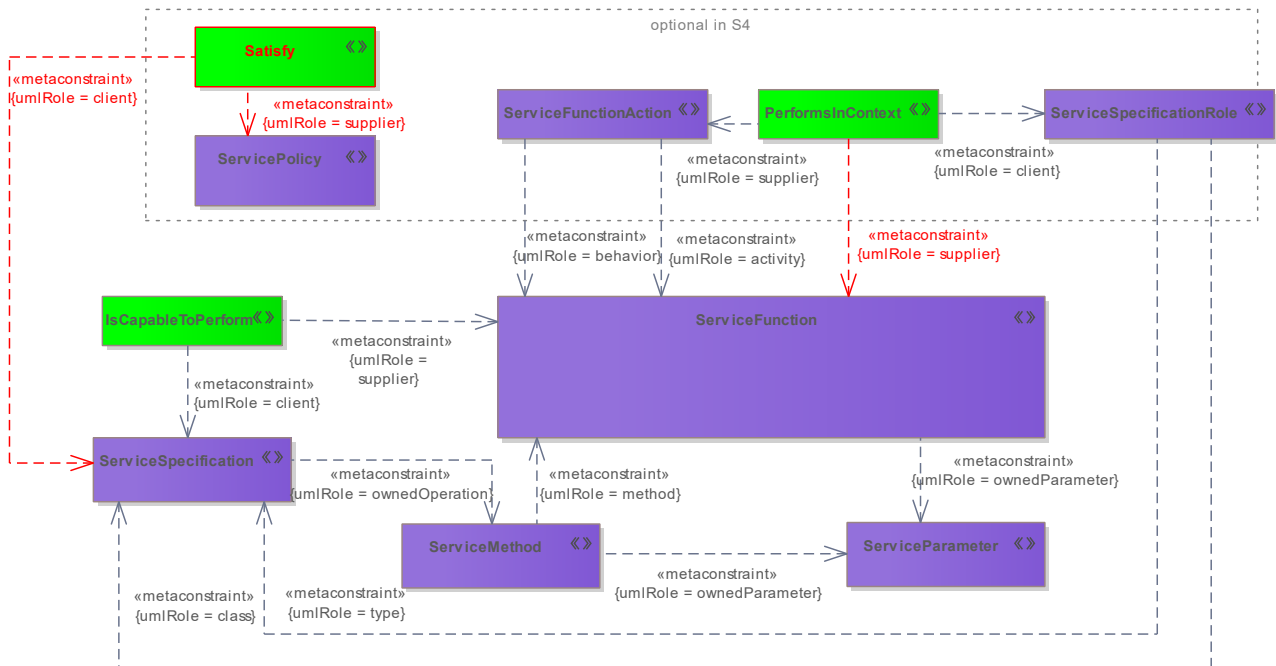 optional in S4
Satisfy
«metaconstraint»
{umlRole = client}
«metaconstraint»
{umlRole = supplier}
ServicePolicy
ServiceFunctionAction
PerformsInContext
ServiceSpecificationRole
«metaconstraint»
{umlRole = supplier}
«metaconstraint»
{umlRole = client}
«metaconstraint»
{umlRole = behavior}
«metaconstraint»
{umlRole = activity}
«metaconstraint»
{umlRole = supplier}
IsCapableToPerform
ServiceFunction
«metaconstraint»
{umlRole =
supplier}
«metaconstraint»
{umlRole = client}
ServiceSpecification
«metaconstraint»
{umlRole = ownedOperation}
«metaconstraint»
{umlRole = method}
«metaconstraint»
{umlRole = ownedParameter}
ServiceMethod
ServiceParameter
«metaconstraint»
{umlRole = ownedParameter}
«metaconstraint»
{umlRole = class}
«metaconstraint»
{umlRole = type}